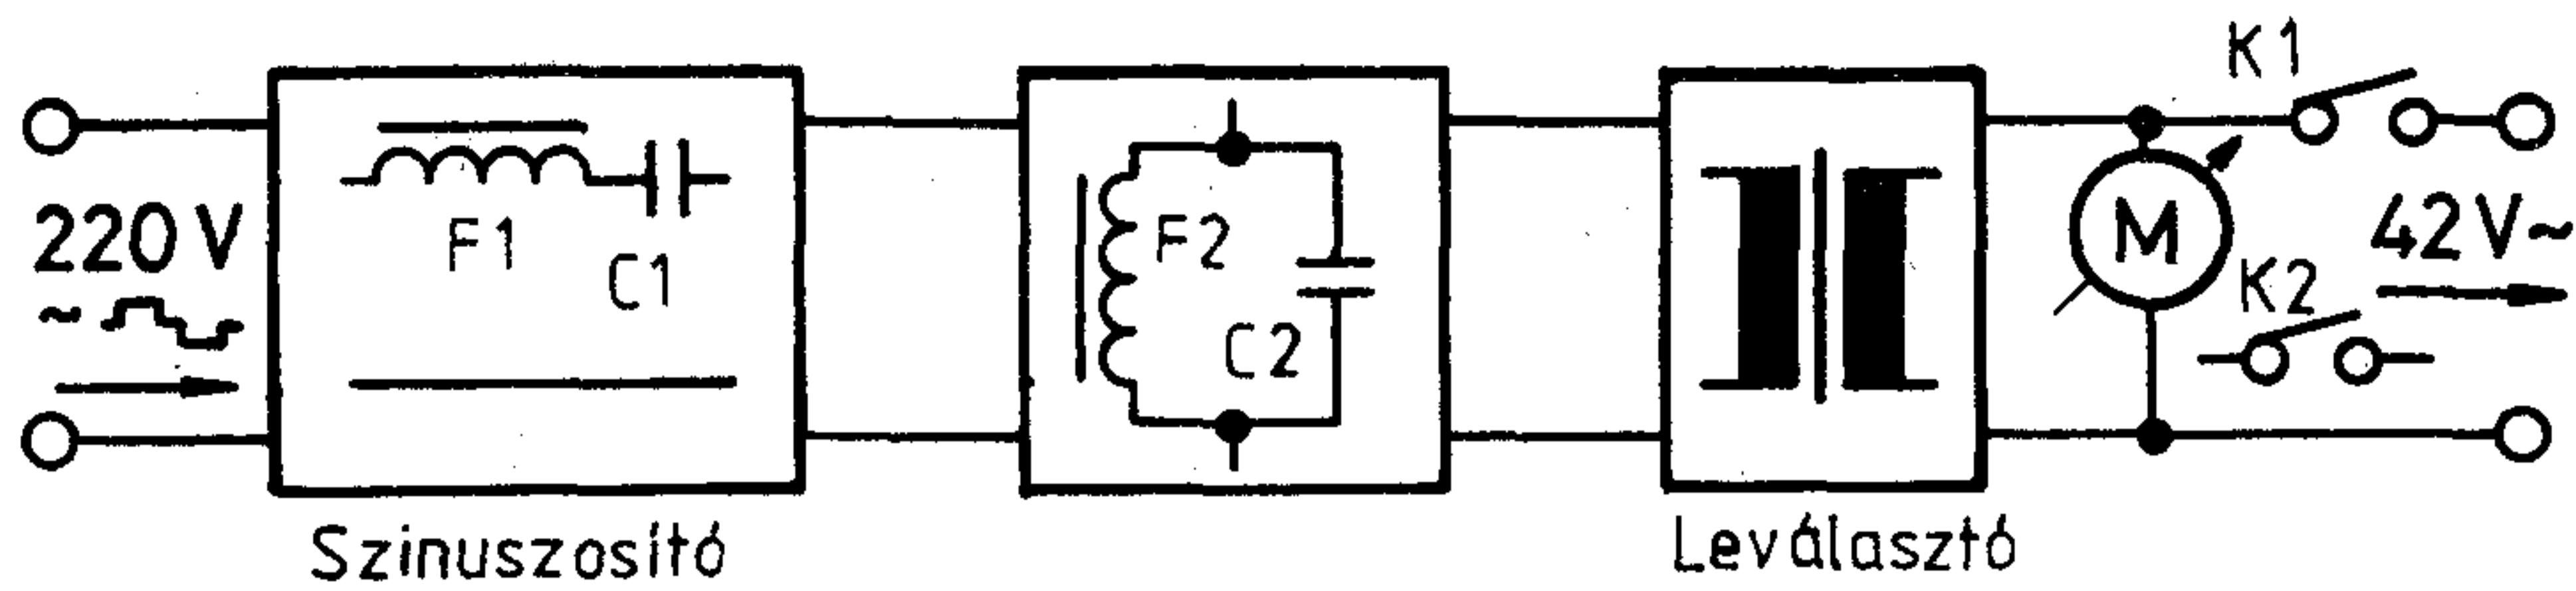 220 V
~
F1
C1
F2
C2
K1
M
K2
42V~
Szinuszosító
Leválasztó